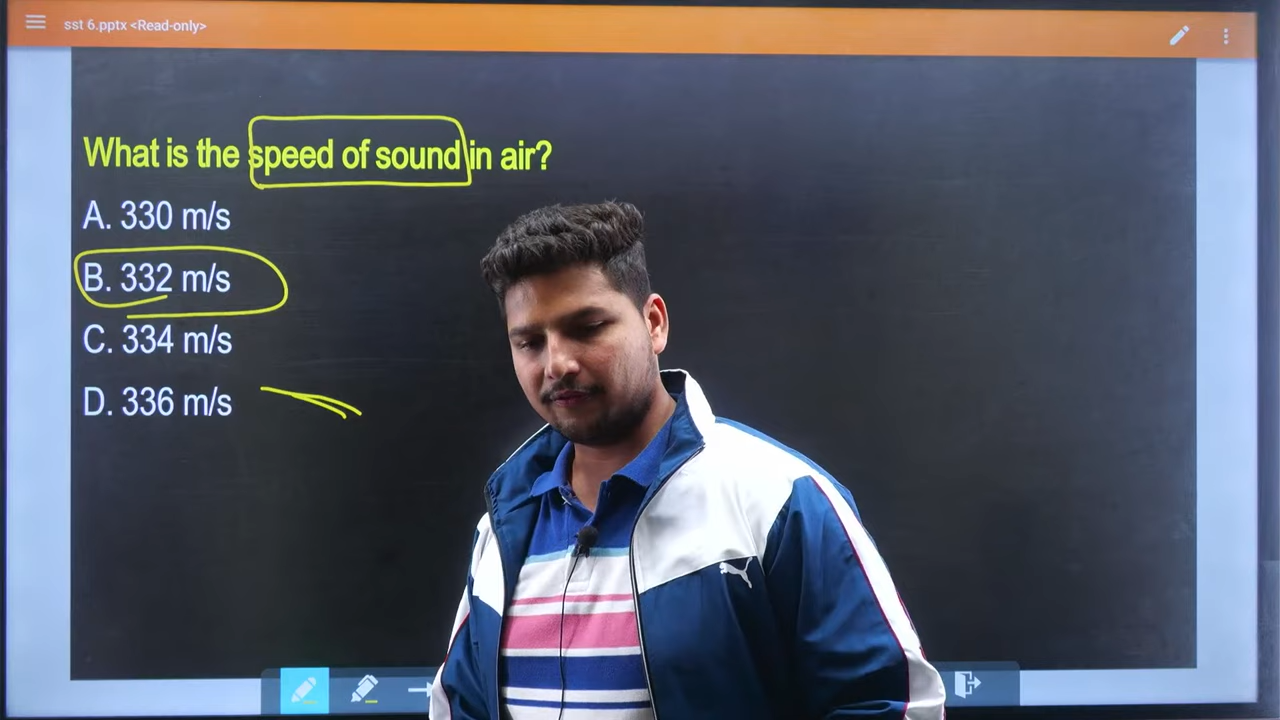 sst 6.pptx <Read-only>
What is the speed of sound in air?
A. 330 m/s
B. 332 m/s
C. 334 m/s
D. 336 m/s